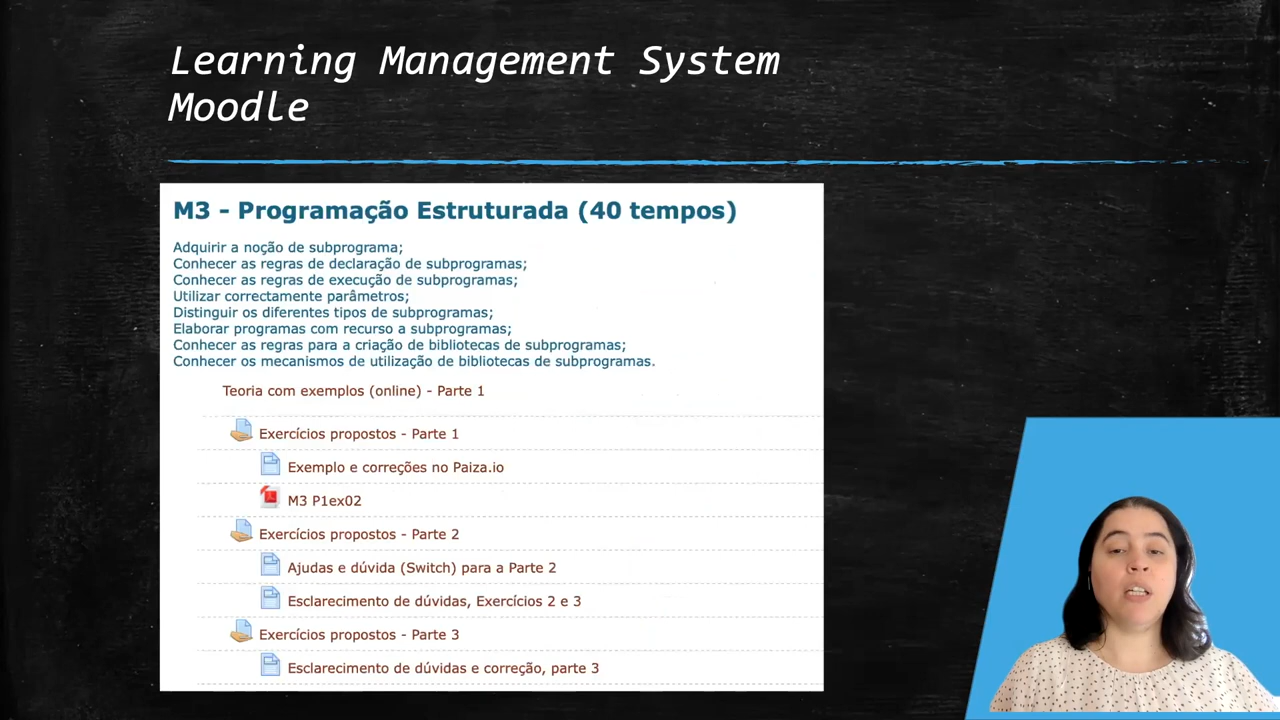 Learning Management System
Moodle
M3 - Programação Estruturada (40 tempos)
Adquirir a noção de subprograma;
Conhecer as regras de declaração de subprogramas;
Conhecer as regras de execução de subprogramas;
Utilizar correctamente parâmetros;
Distinguir os diferentes tipos de subprogramas;
Elaborar programas com recurso a subprogramas;
Conhecer as regras para a criação de bibliotecas de subprogramas;
Conhecer os mecanismos de utilização de bibliotecas de subprogramas.
Teoria com exemplos (online) - Parte 1
Exercícios propostos - Parte 1
Exemplo e correções no Paiza.io
M3 P1ex02
Exercícios propostos - Parte 2
Ajudas e dúvida (Switch) para a Parte 2
Esclarecimento de dúvidas, Exercícios 2 e 3
Exercícios propostos - Parte 3
Esclarecimento de dúvidas e correção, parte 3